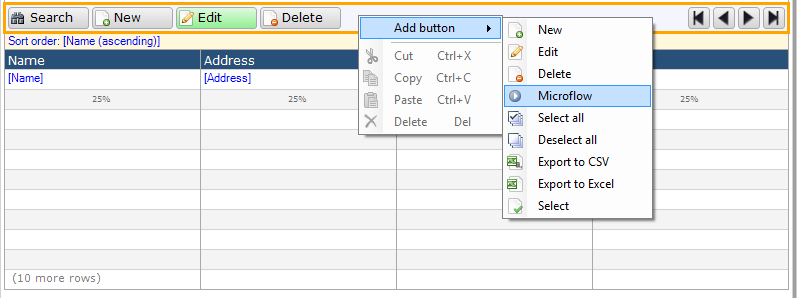 Search New Edit Delete
Sort order: [Name (ascending)]
Name Address
[Name] [Address]
25% 25% 25%
(10 more rows)
Add button
Cut Ctrl+X
Copy Ctrl+C
Paste Ctrl+V
Delete Del
New
Edit
Delete
Microflow
Select all
Deselect all
Export to CSV
Export to Excel
Select